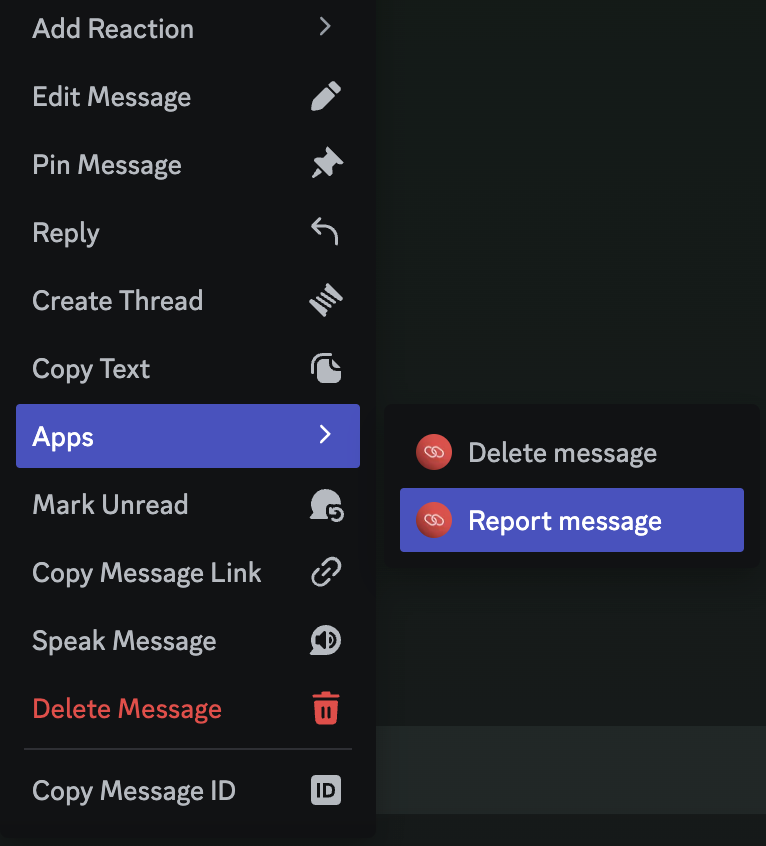 Add Reaction
Edit Message
Pin Message
Reply
Create Thread
Copy Text
Apps
Delete message
Report message
Mark Unread
Copy Message Link
Speak Message
Delete Message
Copy Message ID
ID